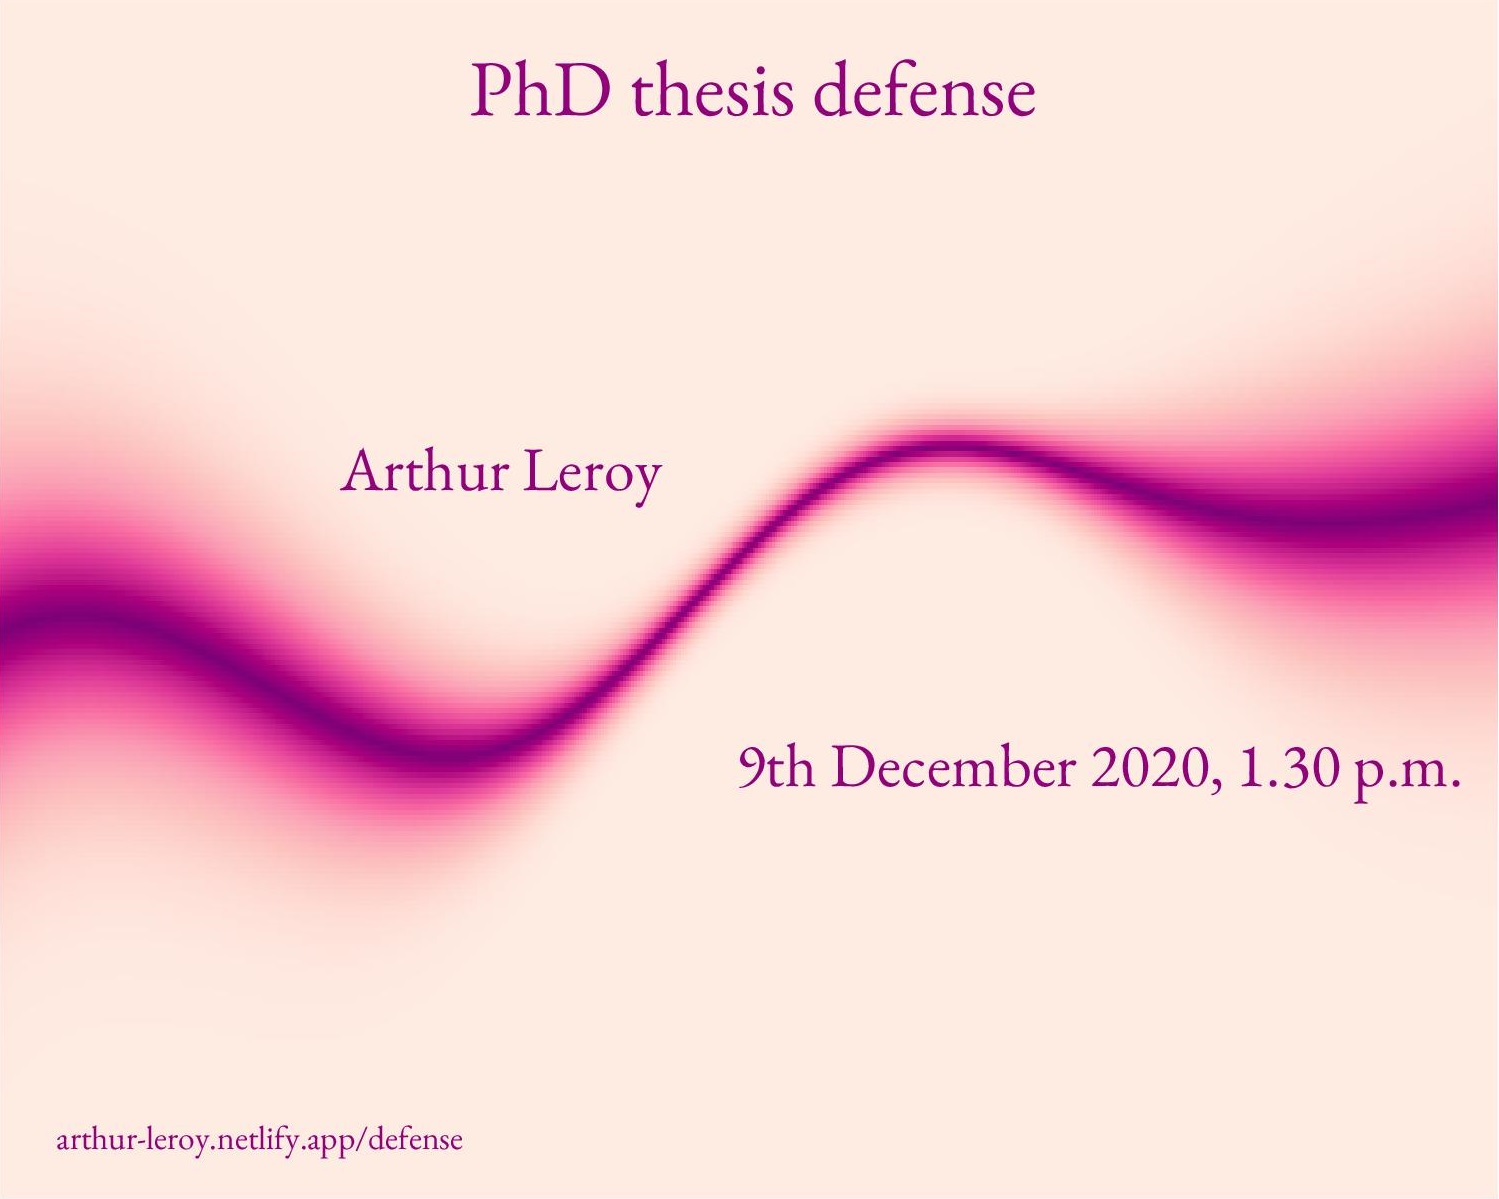 PhD thesis defense
Arthur Leroy
9th December 2020, 1.30 p.m.
arthur-leroy.netlify.app/defense